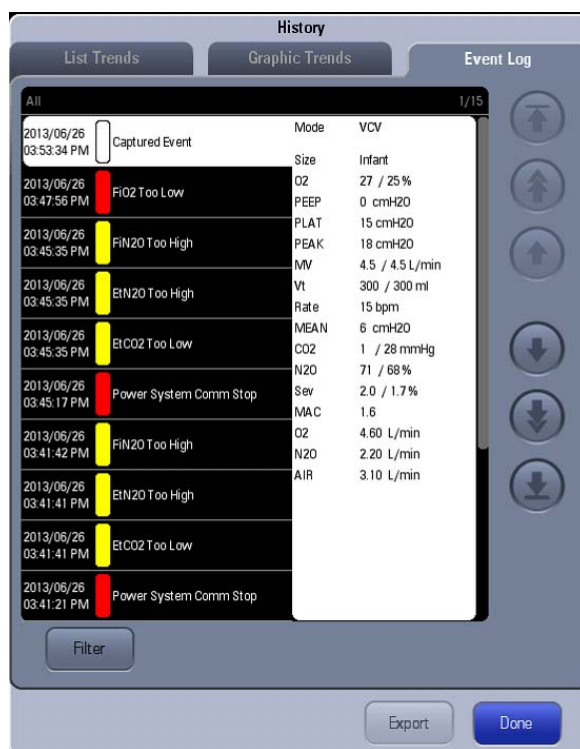 History
List Trends
Graphic Trends
Event Log
All
1/15
2013/06/26
03:53:34 PM
Captured Event
2013/06/26
03:47:56 PM
FiO2 Too Low
2013/06/26
03:45:35 PM
FiN2O Too High
2013/06/26
03:45:35 PM
EtN2O Too High
2013/06/26
03:45:35 PM
EtCO2 Too Low
2013/06/26
03:45:17 PM
Power System Comm Stop
2013/06/26
03:41:42 PM
FiN2O Too High
2013/06/26
03:41:41 PM
EtN2O Too High
2013/06/26
03:41:41 PM
EtCO2 Too Low
2013/06/26
03:41:21 PM
Power System Comm Stop
Mode VCV
Size Infant
O2 27 / 25%
PEEP 0 cmH2O
PLAT 15 cmH2O
PEAK 18 cmH2O
MV 4.5 / 4.5 L/min
Vt 300 / 300 ml
Rate 15 bpm
MEAN 6 cmH2O
CO2 1 / 28 mmHg
N2O 71 / 68%
Sev 2.0 / 1.7%
MAC 1.6
O2 4.60 L/min
N2O 2.20 L/min
AIR 3.10 L/min
Filter
Export
Done